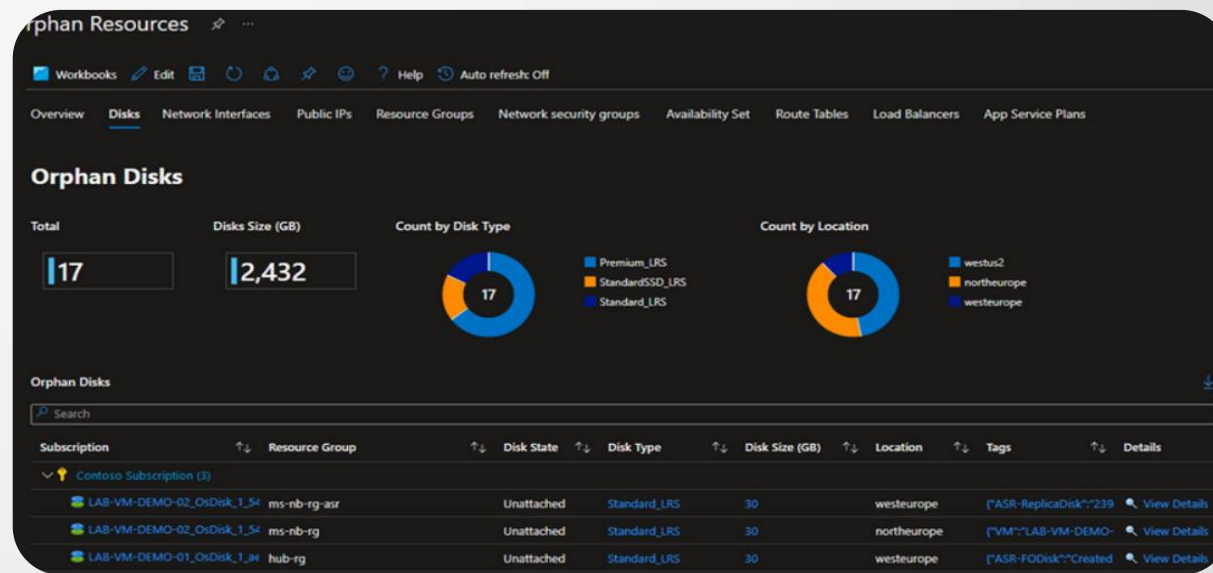 rphan Resources ...
Workbooks Edit ? Help Auto refresh: Off
Overview Disks Network Interfaces Public IPs Resource Groups Network security groups Availability Set Route Tables Load Balancers App Service Plans
Orphan Disks
Total Disks Size (GB) Count by Disk Type Count by Location
17 2,432
17
Premium_LRS
StandardSSD_LRS
Standard_LRS
17
westus2
northeurope
westeurope
Orphan Disks
Search
Subscription Resource Group Disk State Disk Type Disk Size (GB) Location Tags Details
Contoso Subscription (3)
LAB-VM-DEMO-02_OsDisk_1_54 ms-nb-rg-asr Unattached Standard_LRS 30 westeurope {"ASR-ReplicaDisk":"239 View Details
LAB-VM-DEMO-02_OsDisk_1_54 ms-nb-rg Unattached Standard_LRS 30 northeurope {"VM":"LAB-VM-DEMO- View Details
LAB-VM-DEMO-01_OsDisk_1_ae hub-rg Unattached Standard_LRS 30 westeurope {"ASR-FODisk":"Created View Details